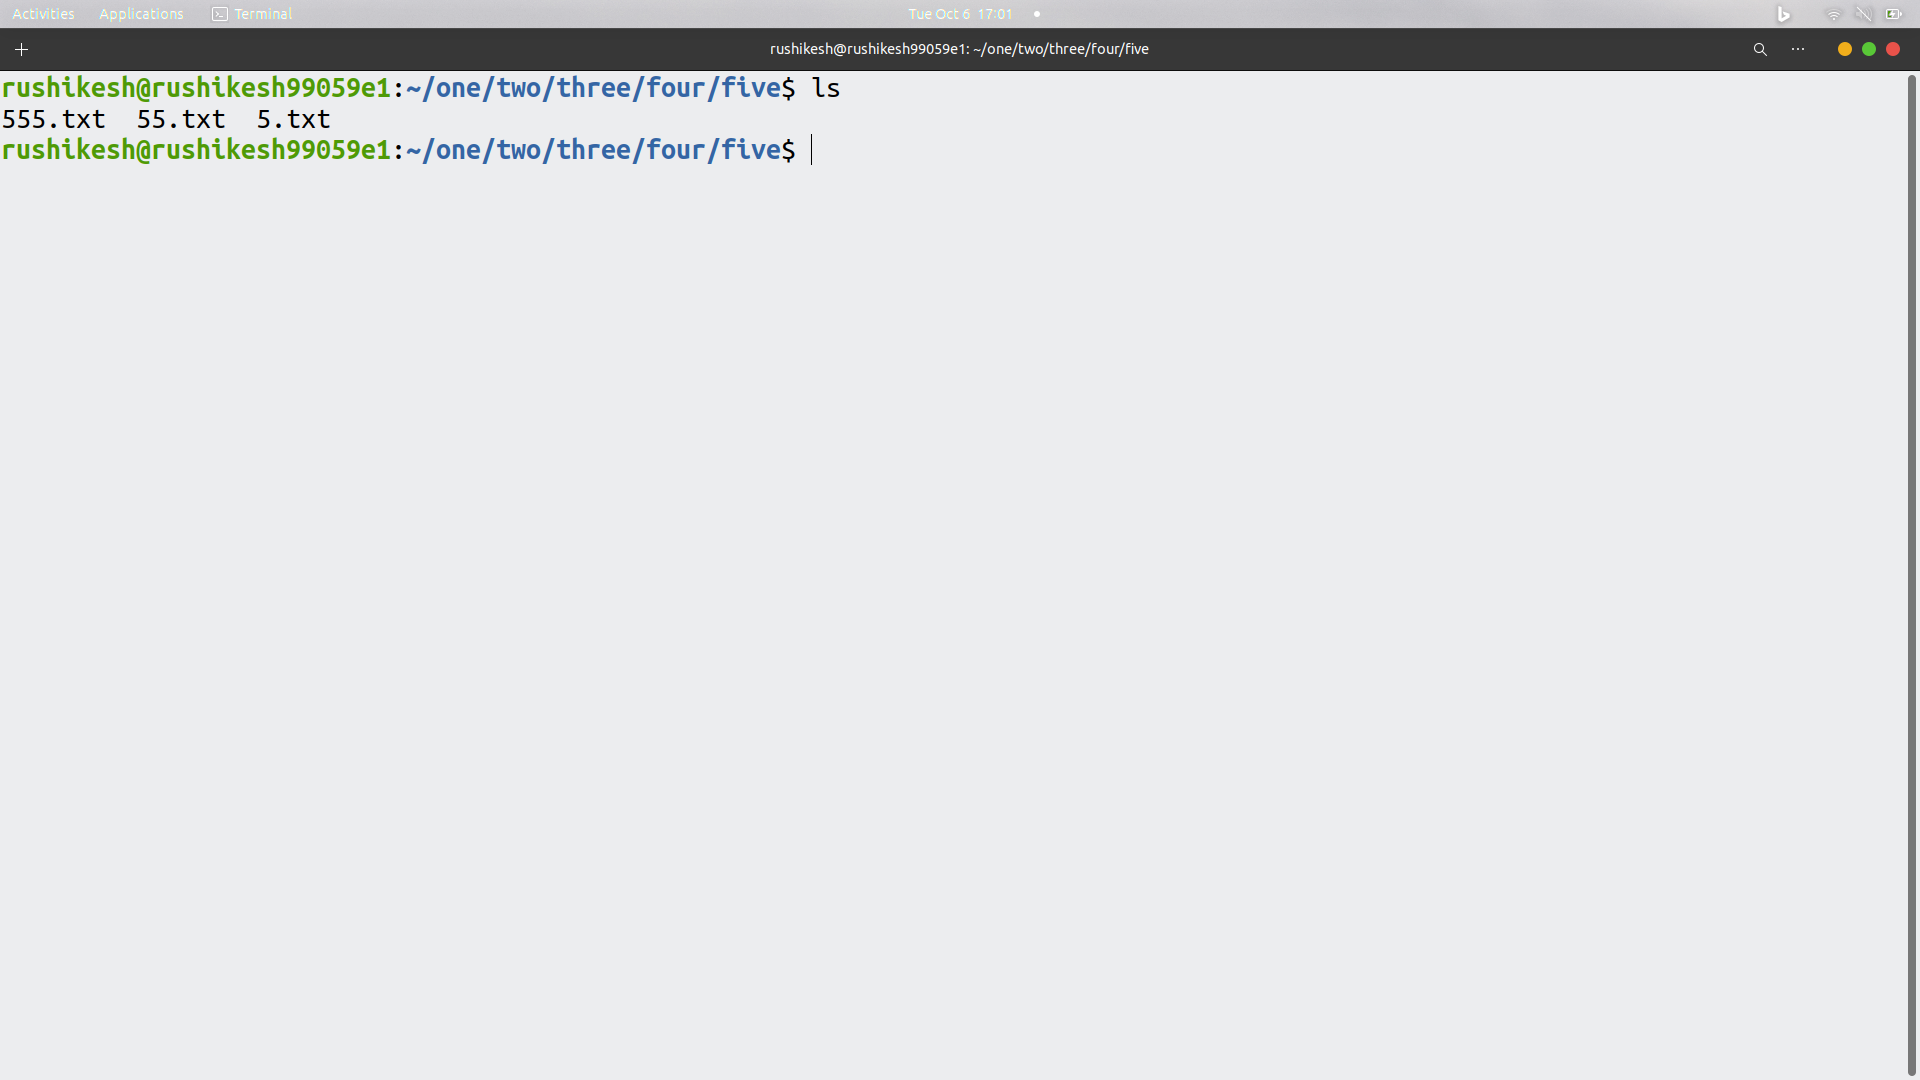 Activities Applications Terminal Tue Oct 6 17:01
rushikesh@rushikesh99059e1: ~/one/two/three/four/five
rushikesh@rushikesh99059e1:~/one/two/three/four/five$ ls
555.txt  55.txt  5.txt
rushikesh@rushikesh99059e1:~/one/two/three/four/five$